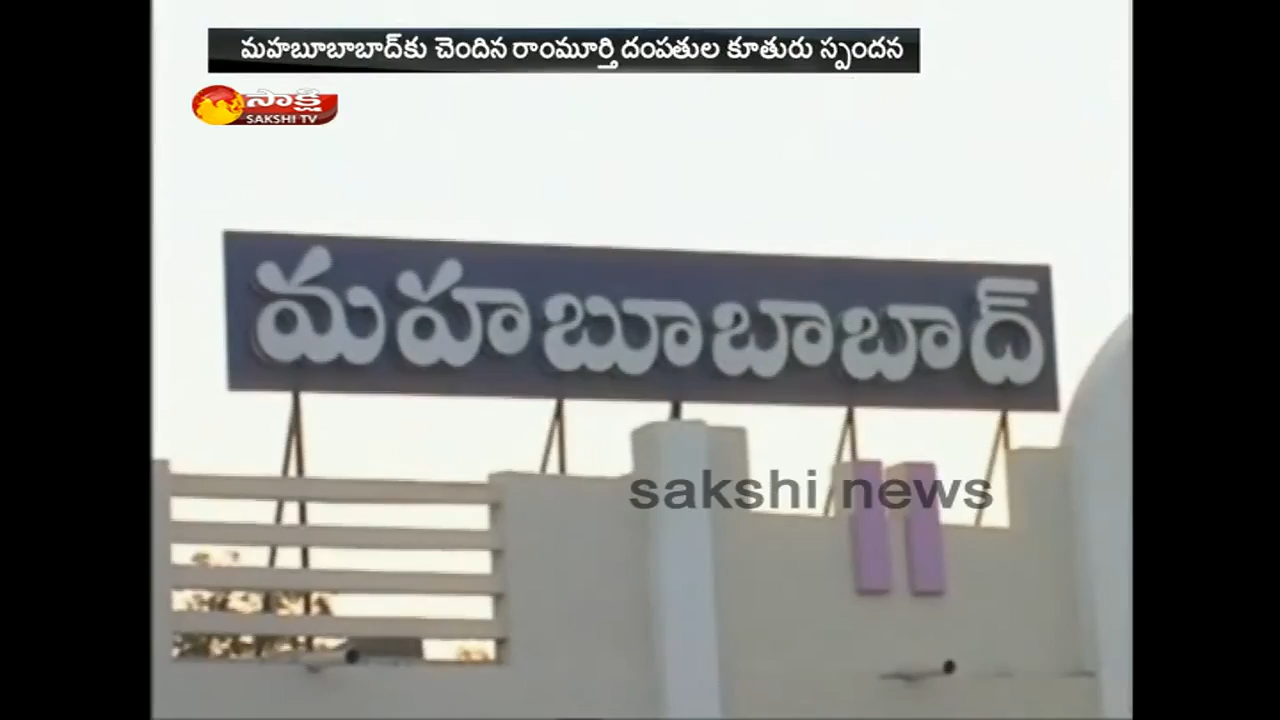 మహబూబాబాద్‌కు చెందిన రాంమూర్తి దంపతుల కూతురు స్పందన
సాక్షి
SAKSHI TV
మహబూబాబాద్
sakshi news